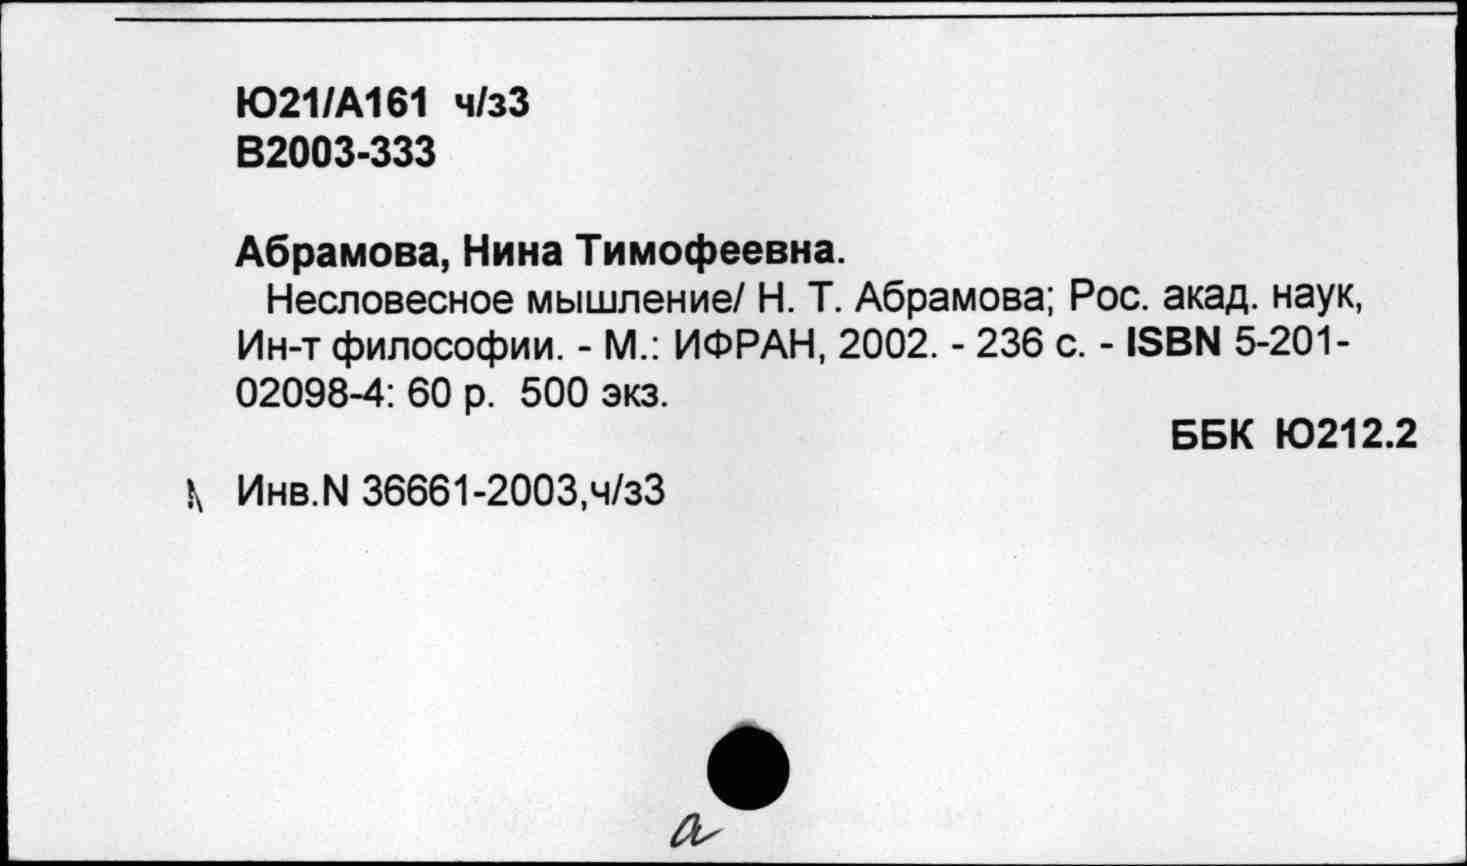 Ю21/А161 ч/з3
В2003-333
Абрамова, Нина Тимофеевна.
Несловесное мышление/ Н. Т. Абрамова; Рос. акад. наук,
Ин-т философии. - М.: ИФРАН, 2002. - 236 с. - ISBN 5-201-
02098-4: 60 р. 500 экз.
ББК Ю212.2
Инв.N 36661-2003,ч/з3
а